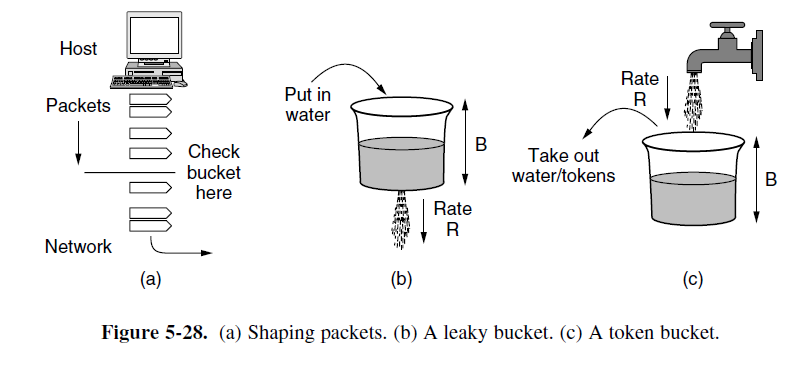 Host
Packets
Check
bucket
here
Network
(a)
Put in
water
B
Rate
R
(b)
Rate
R
Take out
water/tokens
B
(c)
Figure 5-28. (a) Shaping packets. (b) A leaky bucket. (c) A token bucket.